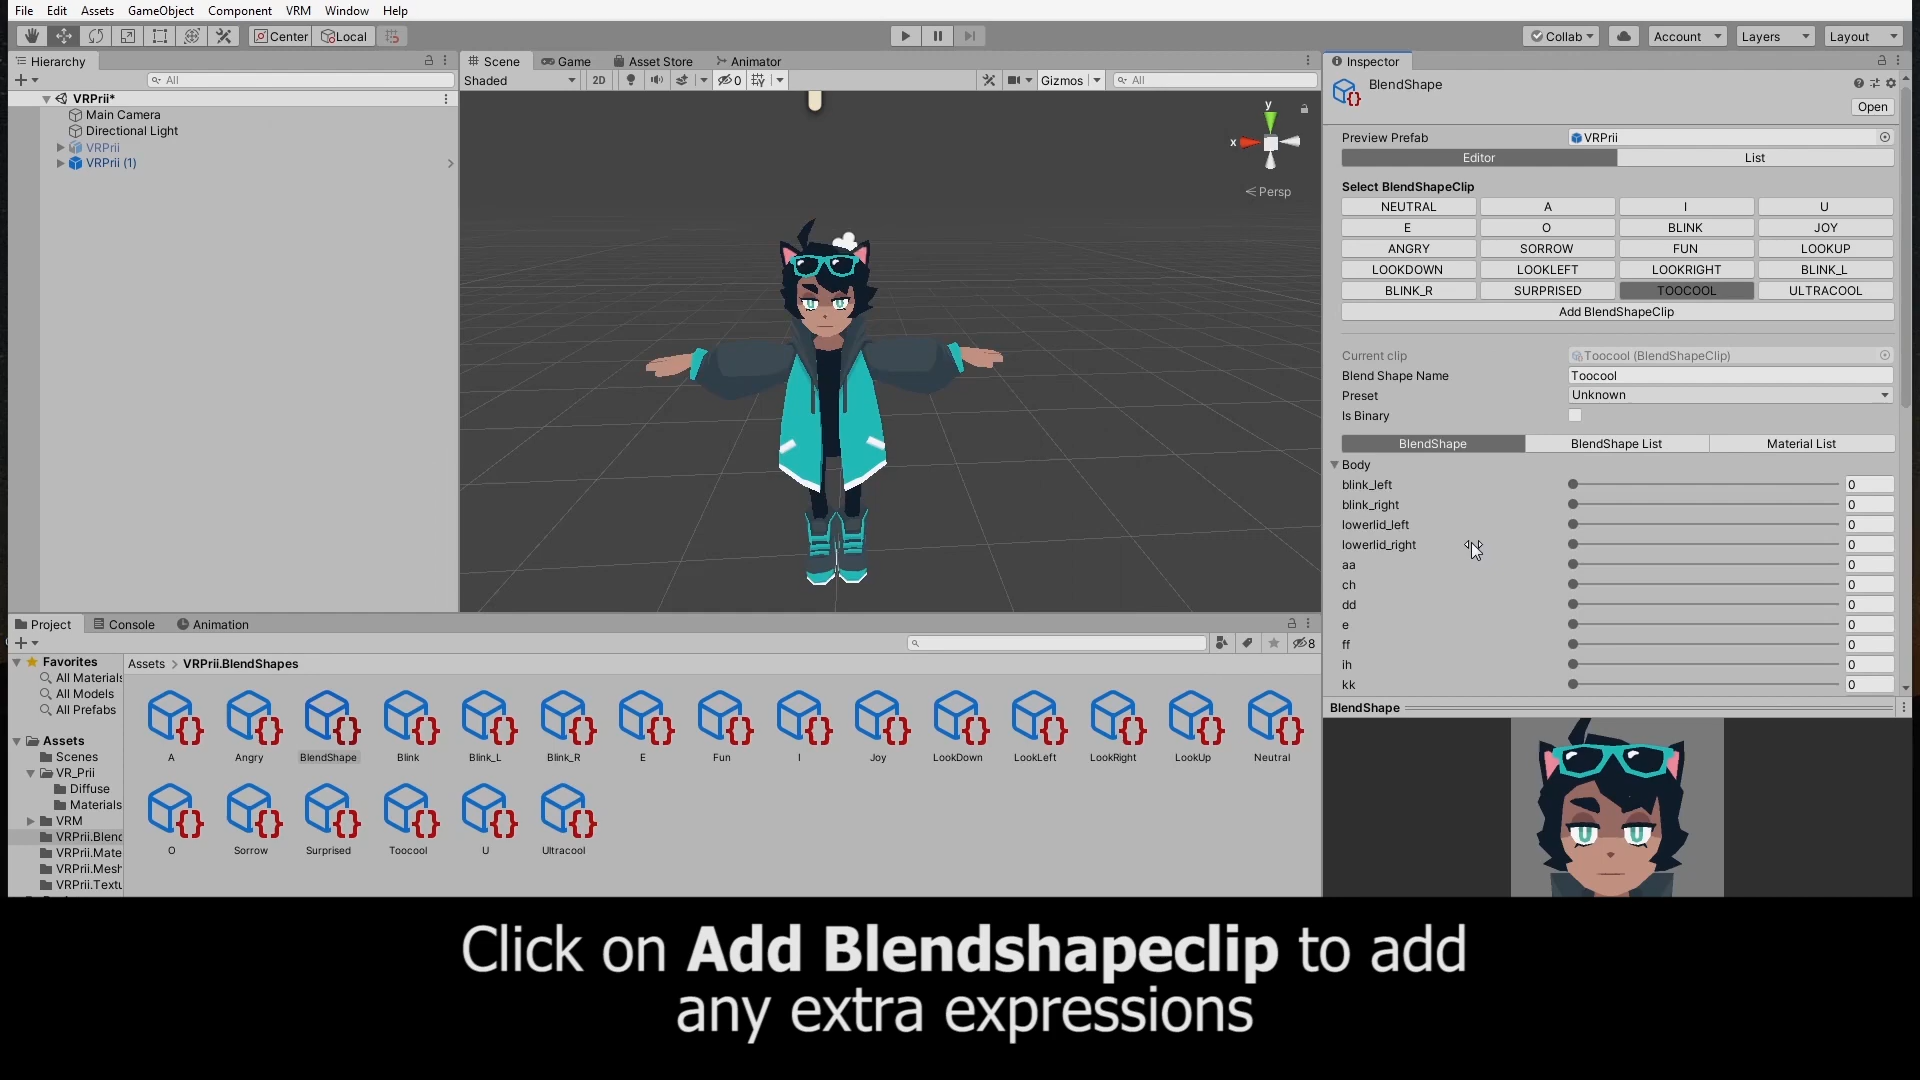 File Edit Assets GameObject Component VRM Window Help
Center Local Collab Account Layers Layout
Hierarchy
All
VRPrii*
Main Camera
Directional Light
VRPrii
VRPrii (1)
Scene Game Asset Store Animator
Shaded 2D 0 Gizmos All
y
x
Persp
Inspector
BlendShape
Open
Preview Prefab VRPrii
Editor List
Select BlendShapeClip
NEUTRAL A I U
E O BLINK JOY
ANGRY SORROW FUN LOOKUP
LOOKDOWN LOOKLEFT LOOKRIGHT BLINK_L
BLINK_R SURPRISED TOOCOOL ULTRACOOL
Add BlendShapeClip
Current clip Toocool (BlendShapeClip)
Blend Shape Name Toocool
Preset Unknown
Is Binary
BlendShape BlendShape List Material List
Body
blink_left 0
blink_right 0
lowerlid_left 0
lowerlid_right 0
aa 0
ch 0
dd 0
e 0
ff 0
ih 0
kk 0
BlendShape
Project Console Animation
8
Favorites
All Materials
All Models
All Prefabs
Assets
Scenes
VR_Prii
Diffuse
Materials
VRM
VRPrii.Blend
VRPrii.Mate
VRPrii.Mesh
VRPrii.Textu
Assets > VRPrii.BlendShapes
A Angry BlendShape Blink Blink_L Blink_R E Fun I Joy LookDown LookLeft LookRight LookUp Neutral
O Sorrow Surprised Toocool U Ultracool
Click on Add Blendshapeclip to add
any extra expressions